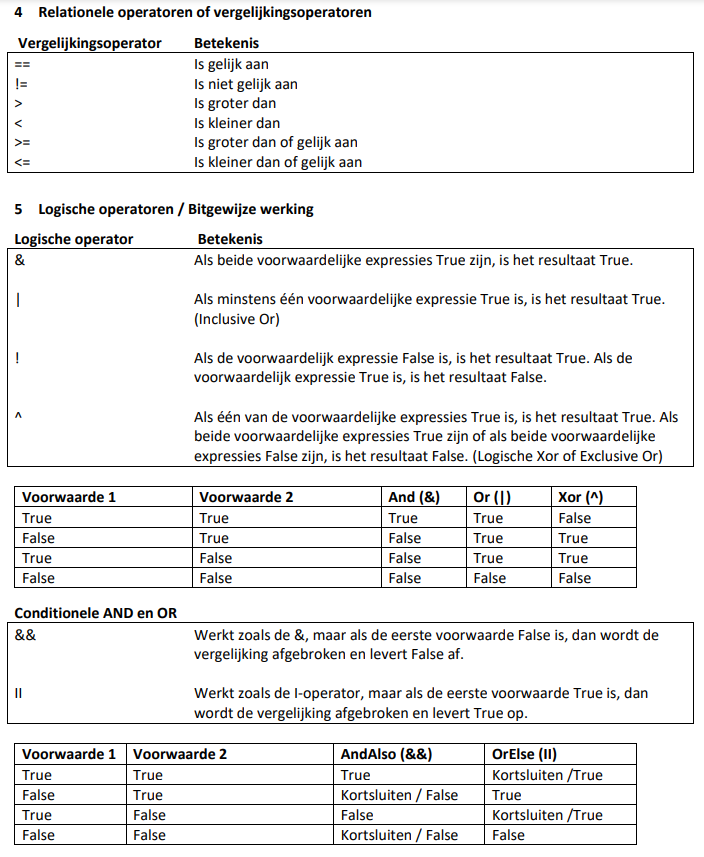 4 Relationele operatoren of vergelijkingsoperatoren
Vergelijkingsoperator Betekenis
== Is gelijk aan
!= Is niet gelijk aan
> Is groter dan
< Is kleiner dan
>= Is groter dan of gelijk aan
<= Is kleiner dan of gelijk aan
5 Logische operatoren / Bitgewijze werking
Logische operator Betekenis
& Als beide voorwaardelijke expressies True zijn, is het resultaat True.
| Als minstens één voorwaardelijke expressie True is, is het resultaat True.
(Inclusive Or)
! Als de voorwaardelijk expressie False is, is het resultaat True. Als de
voorwaardelijk expressie True is, is het resultaat False.
^ Als één van de voorwaardelijke expressies True is, is het resultaat True. Als
beide voorwaardelijke expressies True zijn of als beide voorwaardelijke
expressies False zijn, is het resultaat False. (Logische Xor of Exclusive Or)
Voorwaarde 1 Voorwaarde 2 And (&) Or (|) Xor (^)
True True True True False
False True False True True
True False False True True
False False False False False
Conditionele AND en OR
&& Werkt zoals de &, maar als de eerste voorwaarde False is, dan wordt de
vergelijking afgebroken en levert False af.
II Werkt zoals de I-operator, maar als de eerste voorwaarde True is, dan
wordt de vergelijking afgebroken en levert True op.
Voorwaarde 1 Voorwaarde 2 AndAlso (&&) OrElse (II)
True True True Kortsluiten /True
False True Kortsluiten / False True
True False False Kortsluiten /True
False False Kortsluiten / False False